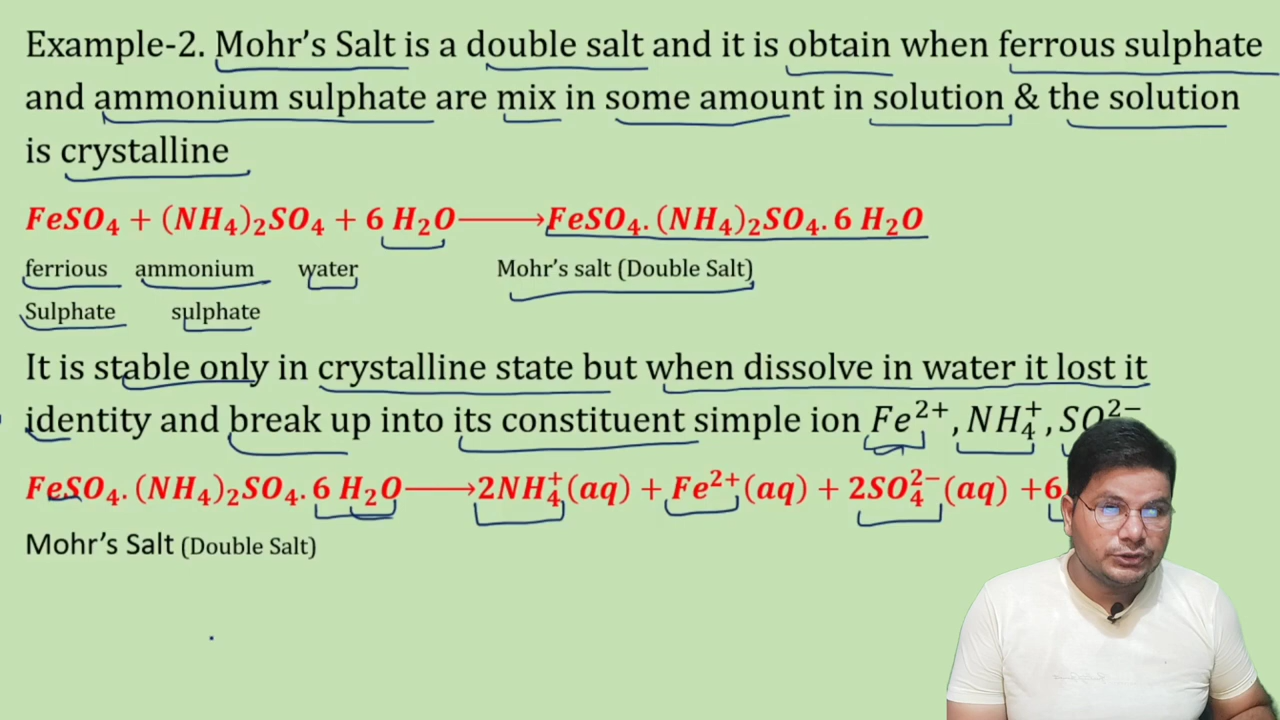 Example-2. Mohr's Salt is a double salt and it is obtain when ferrous sulphate
and ammonium sulphate are mix in some amount in solution & the solution
is crystalline
FeSO₄ + (NH₄)₂SO₄ + 6 H₂O ⟶ FeSO₄. (NH₄)₂SO₄. 6 H₂O
ferrious ammonium water Mohr's salt (Double Salt)
Sulphate sulphate
It is stable only in crystalline state but when dissolve in water it lost it
identity and break up into its constituent simple ion Fe²⁺, NH₄⁺, SO²⁻
FeSO₄. (NH₄)₂SO₄. 6 H₂O ⟶ 2NH₄⁺(aq) + Fe²⁺(aq) + 2SO₄²⁻(aq) +6
Mohr's Salt (Double Salt)